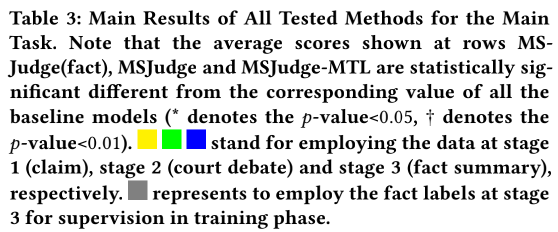 Table 3: Main Results of All Tested Methods for the Main
Task. Note that the average scores shown at rows MS-
Judge(fact), MSJudge and MSJudge-MTL are statistically sig-
nificant different from the corresponding value of all the
baseline models (* denotes the p-value<0.05, † denotes the
p-value<0.01). stand for employing the data at stage
1 (claim), stage 2 (court debate) and stage 3 (fact summary),
respectively. represents to employ the fact labels at stage
3 for supervision in training phase.